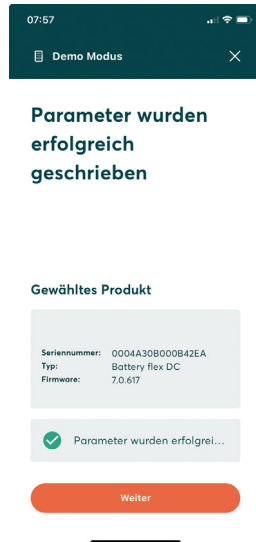 07:57
Demo Modus
Parameter wurden
erfolgreich
geschrieben
Gewähltes Produkt
Seriennummer: 0004A30B000B42EA
Typ: Battery flex DC
Firmware: 7.0.617
Parameter wurden erfolgrei...
Weiter